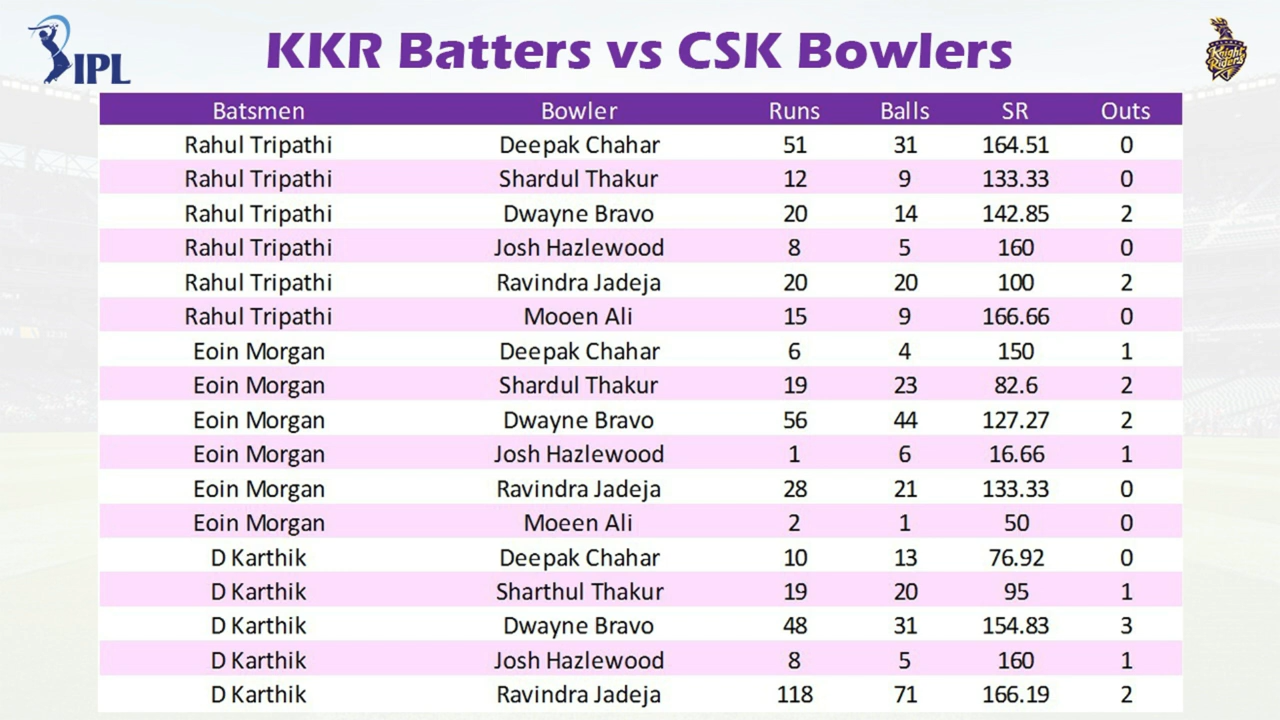 IPL
KKR Batters vs CSK Bowlers
Knight Riders
Batsmen Bowler Runs Balls SR Outs
Rahul Tripathi Deepak Chahar 51 31 164.51 0
Rahul Tripathi Shardul Thakur 12 9 133.33 0
Rahul Tripathi Dwayne Bravo 20 14 142.85 2
Rahul Tripathi Josh Hazlewood 8 5 160 0
Rahul Tripathi Ravindra Jadeja 20 20 100 2
Rahul Tripathi Mooen Ali 15 9 166.66 0
Eoin Morgan Deepak Chahar 6 4 150 1
Eoin Morgan Shardul Thakur 19 23 82.6 2
Eoin Morgan Dwayne Bravo 56 44 127.27 2
Eoin Morgan Josh Hazlewood 1 6 16.66 1
Eoin Morgan Ravindra Jadeja 28 21 133.33 0
Eoin Morgan Moeen Ali 2 1 50 0
D Karthik Deepak Chahar 10 13 76.92 0
D Karthik Sharthul Thakur 19 20 95 1
D Karthik Dwayne Bravo 48 31 154.83 3
D Karthik Josh Hazlewood 8 5 160 1
D Karthik Ravindra Jadeja 118 71 166.19 2